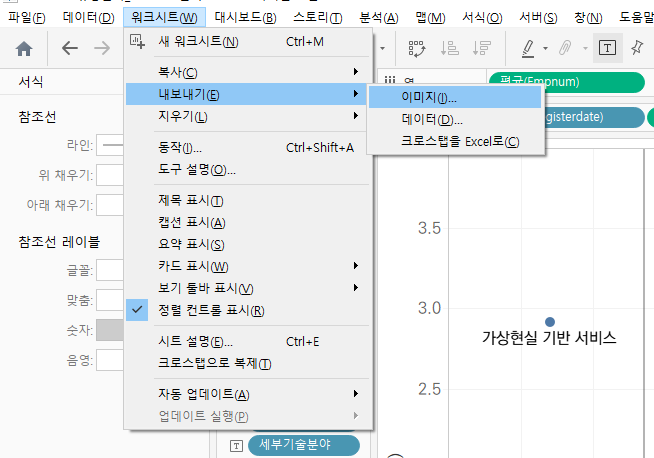 파일(F) 데이터(D) 워크시트(W) 대시보드(B) 스토리(T) 분석(A) 맵(M) 서식(O) 서버(S) 창(N) 도움말
새 워크시트(N) Ctrl+M
복사(C)
내보내기(E)
지우기(L)
동작(I)... Ctrl+Shift+A
도구 설명(O)...
제목 표시(T)
캡션 표시(A)
요약 표시(S)
카드 표시(W)
보기 툴바 표시(V)
정렬 컨트롤 표시(R)
시트 설명(E)... Ctrl+E
크로스탭으로 복제(T)
자동 업데이트(A)
업데이트 실행(P)
이미지(I)...
데이터(D)...
크로스탭을 Excel로(C)
서식
참조선
라인:
위 채우기:
아래 채우기:
참조선 레이블
글꼴:
맞춤:
숫자:
음영:
T
열
평균(Empnum)
gisterdate)
3.5
3.0
가상현실 기반 서비스
2.5
T
세부기술분야